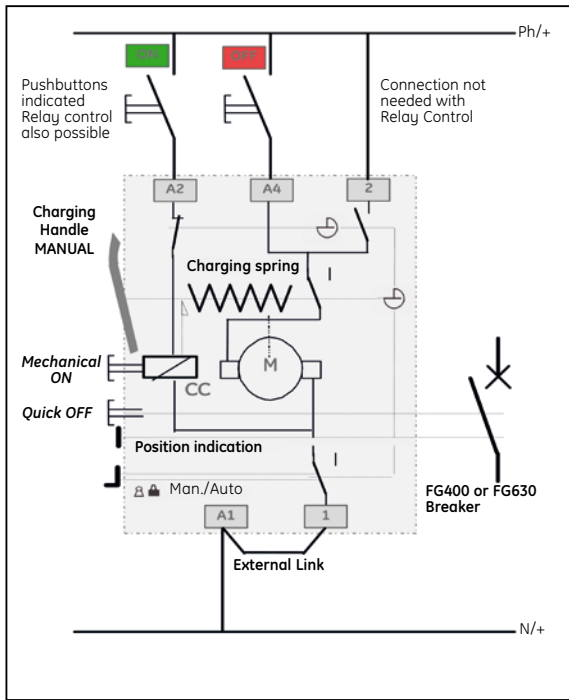 Ph/+
ON
OFF
Pushbuttons
indicated
Relay control
also possible
Connection not
needed with
Relay Control
A2
A4
2
Charging
Handle
MANUAL
Charging spring
I
M
Mechanical
ON
CC
Quick OFF
Position indication
I
Man./Auto
FG400 or FG630
Breaker
A1
1
External Link
N/+